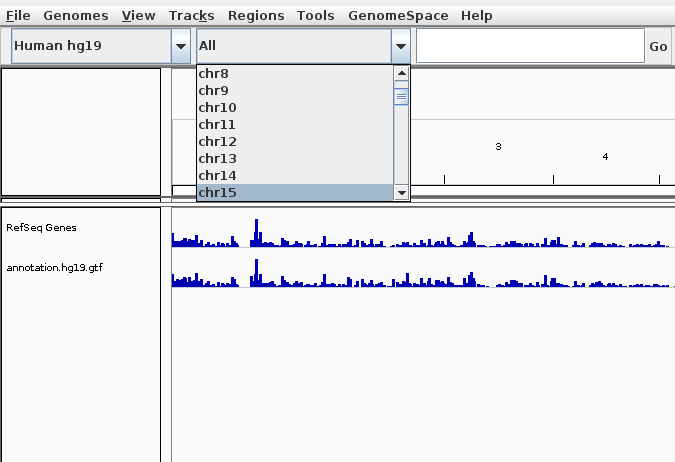 File Genomes View Tracks Regions Tools GenomeSpace Help
Human hg19 All Go
chr8
chr9
chr10
chr11
chr12
chr13
chr14
chr15
3
4
RefSeq Genes
annotation.hg19.gtf